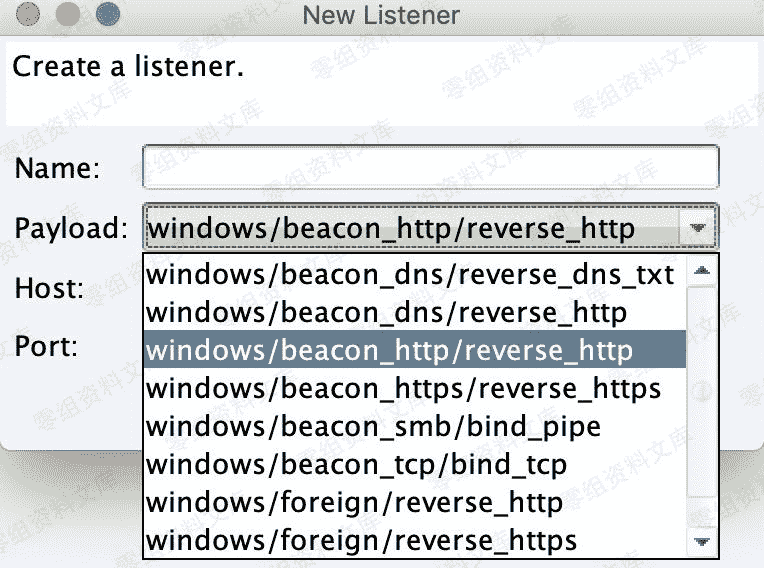 New Listener
Create a listener.
Name:
Payload: windows/beacon_http/reverse_http
windows/beacon_dns/reverse_dns_txt
Host:
windows/beacon_dns/reverse_http
Port:
windows/beacon_http/reverse_http
windows/beacon_https/reverse_https
windows/beacon_smb/bind_pipe
windows/beacon_tcp/bind_tcp
windows/foreign/reverse_http
windows/foreign/reverse_https
零组资料文库